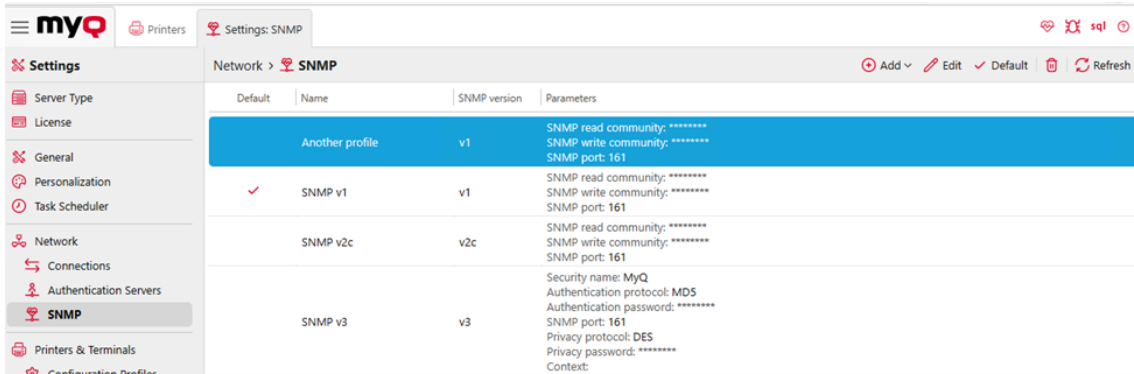 myQ
Printers
Settings: SNMP
sql
Settings
Network > SNMP
Add
Edit
Default
Refresh
Server Type
License
General
Personalization
Task Scheduler
Network
Connections
Authentication Servers
SNMP
Printers & Terminals
Configuration Profiles
Default Name SNMP version Parameters
Another profile v1
SNMP read community: ********
SNMP write community: ********
SNMP port: 161
SNMP v1 v1
SNMP read community: ********
SNMP write community: ********
SNMP port: 161
SNMP v2c v2c
SNMP read community: ********
SNMP write community: ********
SNMP port: 161
SNMP v3 v3
Security name: MyQ
Authentication protocol: MD5
Authentication password: ********
SNMP port: 161
Privacy protocol: DES
Privacy password: ********
Context: